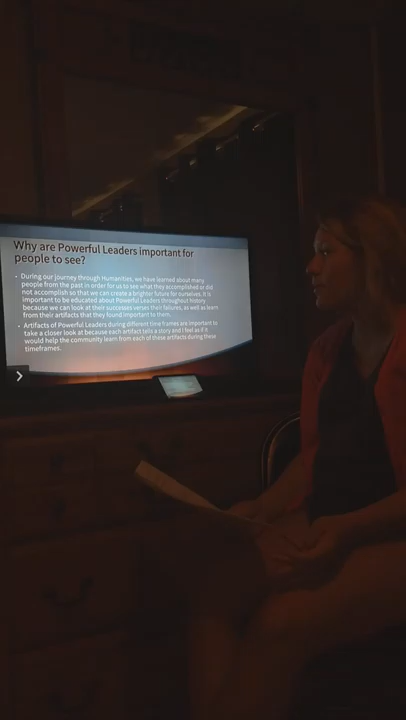 Why are Powerful Leaders important for
people to see?
• During our journey through Humanities, we have learned about many
people from the past in order for us to see what they accomplished or did
not accomplish so that we can create a brighter future for ourselves. It is
important to be educated about Powerful Leaders throughout history
because we can look at their successes verses their failures, as well as learn
from their artifacts that they found important to them.
• Artifacts of Powerful Leaders during different time frames are important to
take a closer look at because each artifact tells a story and I feel as if it
would help the community learn from each of these artifacts during these
timeframes.